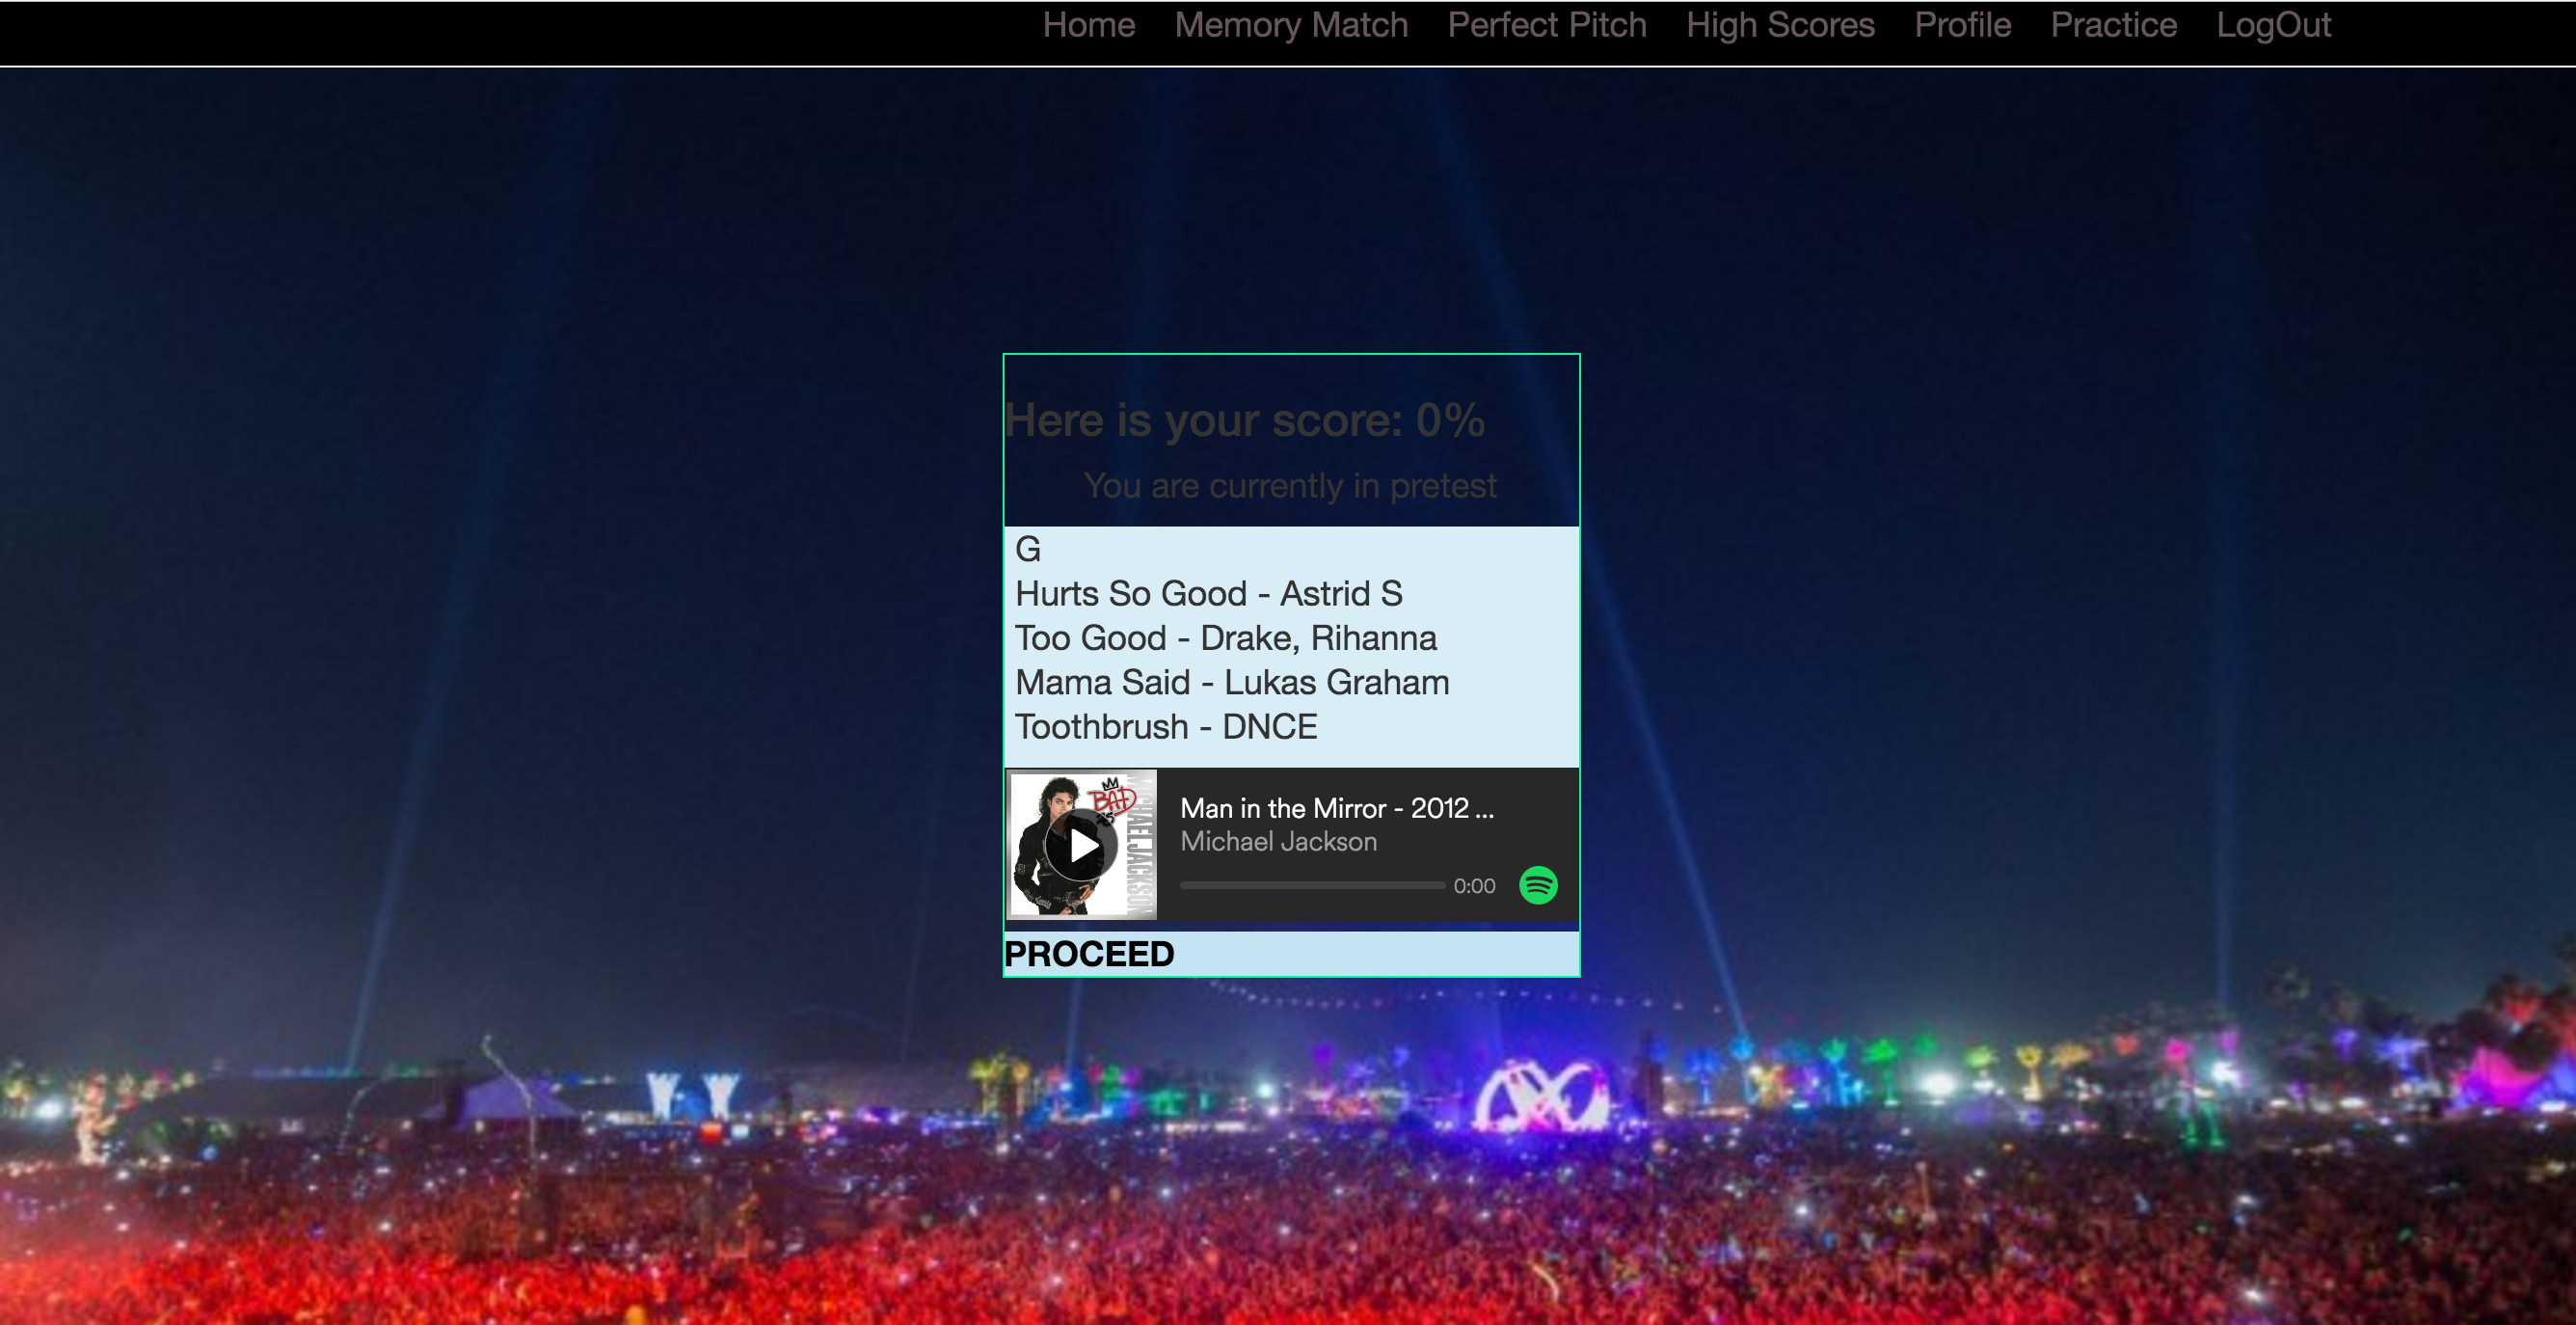 Home Memory Match Perfect Pitch High Scores Profile Practice LogOut
Here is your score: 0%
You are currently in pretest
G
Hurts So Good - Astrid S
Too Good - Drake, Rihanna
Mama Said - Lukas Graham
Toothbrush - DNCE
BAD
25
MICHAEL JACKSON
Man in the Mirror - 2012 ...
Michael Jackson
0:00
PROCEED